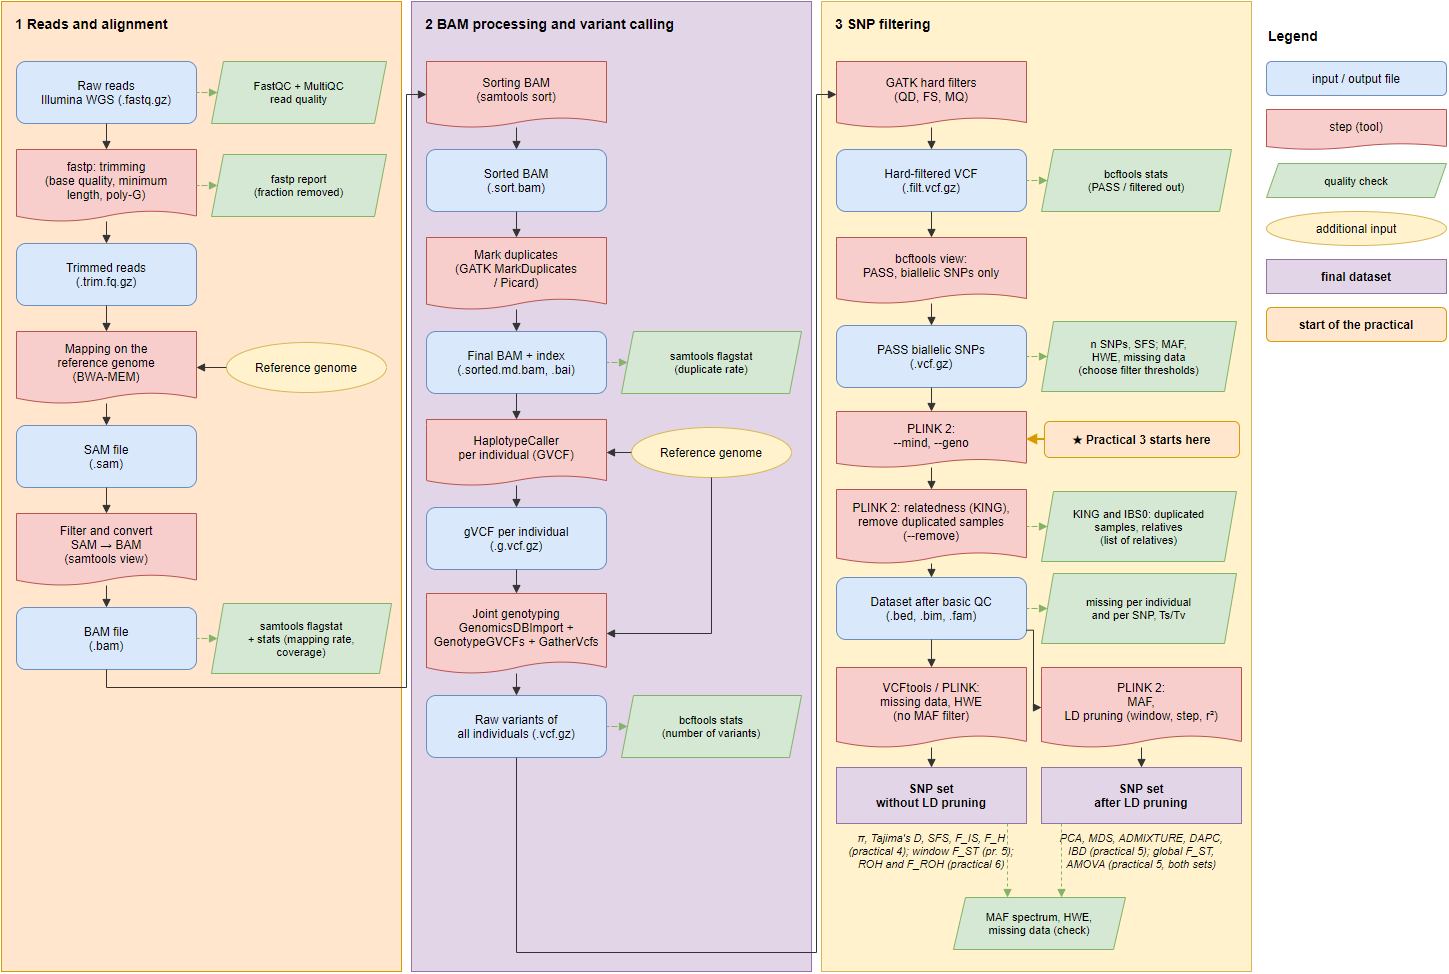 1 Reads and alignment
Raw reads
Illumina WGS (.fastq.gz)
FastQC + MultiQC
read quality
fastp: trimming
(base quality, minimum
length, poly-G)
fastp report
(fraction removed)
Trimmed reads
(.trim.fq.gz)
Mapping on the
reference genome
(BWA-MEM)
Reference genome
SAM file
(.sam)
Filter and convert
SAM → BAM
(samtools view)
BAM file
(.bam)
samtools flagstat
+ stats (mapping rate,
coverage)
2 BAM processing and variant calling
Sorting BAM
(samtools sort)
Sorted BAM
(.sort.bam)
Mark duplicates
(GATK MarkDuplicates
/ Picard)
Final BAM + index
(.sorted.md.bam, .bai)
samtools flagstat
(duplicate rate)
HaplotypeCaller
per individual (GVCF)
Reference genome
gVCF per individual
(.g.vcf.gz)
Joint genotyping
GenomicsDBImport +
GenotypeGVCFs + GatherVcfs
Raw variants of
all individuals (.vcf.gz)
bcftools stats
(number of variants)
3 SNP filtering
GATK hard filters
(QD, FS, MQ)
Hard-filtered VCF
(.filt.vcf.gz)
bcftools stats
(PASS / filtered out)
bcftools view:
PASS, biallelic SNPs only
PASS biallelic SNPs
(.vcf.gz)
n SNPs, SFS; MAF,
HWE, missing data
(choose filter thresholds)
PLINK 2:
--mind, --geno
★ Practical 3 starts here
PLINK 2: relatedness (KING),
remove duplicated samples
(--remove)
KING and IBS0: duplicated
samples, relatives
(list of relatives)
Dataset after basic QC
(.bed, .bim, .fam)
missing per individual
and per SNP, Ts/Tv
VCFtools / PLINK:
missing data, HWE
(no MAF filter)
PLINK 2:
MAF,
LD pruning (window, step, r²)
SNP set
without LD pruning
SNP set
after LD pruning
π, Tajima's D, SFS, F_IS, F_H
(practical 4); window F_ST (pr. 5);
ROH and F_ROH (practical 6)
PCA, MDS, ADMIXTURE, DAPC,
IBD (practical 5); global F_ST,
AMOVA (practical 5, both sets)
MAF spectrum, HWE,
missing data (check)
Legend
input / output file
step (tool)
quality check
additional input
final dataset
start of the practical